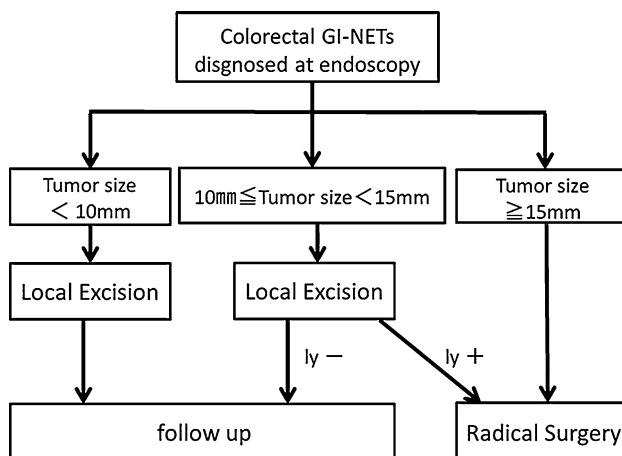 Colorectal GI-NETs
disgnosed at endoscopy
Tumor size
< 10mm
10㎜≦Tumor size<15mm
Tumor size
≧15mm
Local Excision
Local Excision
ly −
ly +
follow up
Radical Surgery